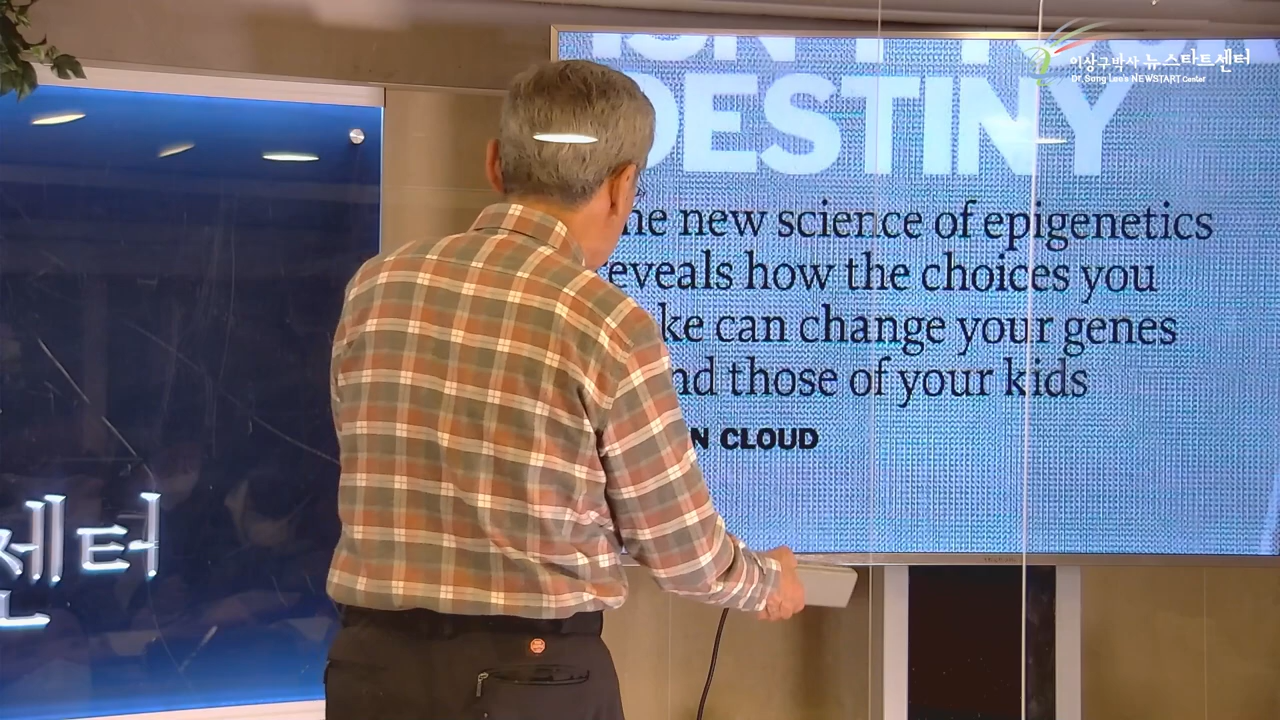 이상구박사 뉴스타트센터
Dr. Sang Lee's NEWSTART Center
ISN'T YOUR
DESTINY
he new science of epigenetics
eveals how the choices you
ke can change your genes
nd those of your kids
N CLOUD
센터